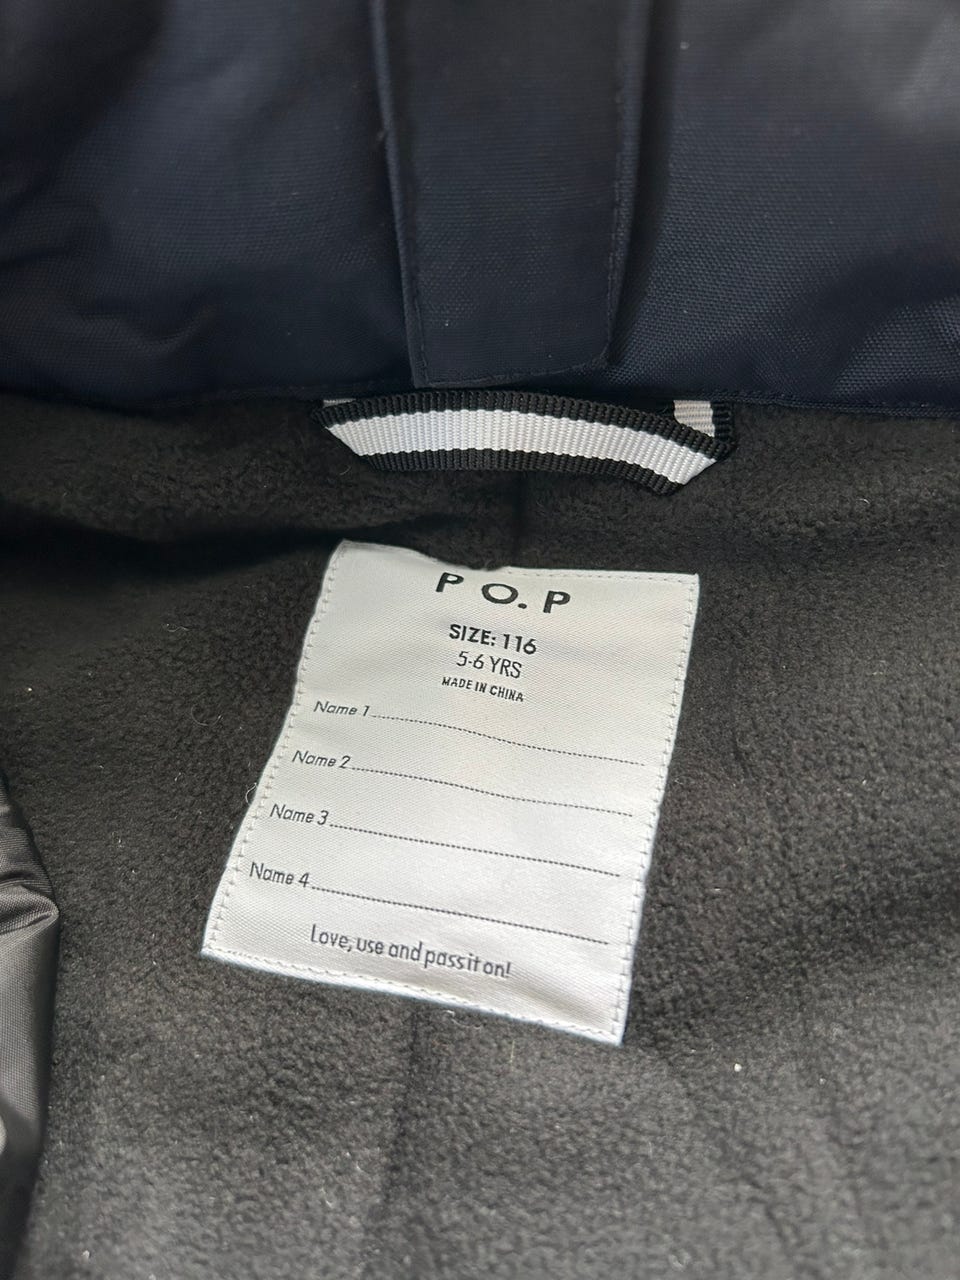 P O. P
SIZE: 116
5-6 YRS
MADE IN CHINA
Name 1
Name 2
Name 3
Name 4
Love, use and pass it on!